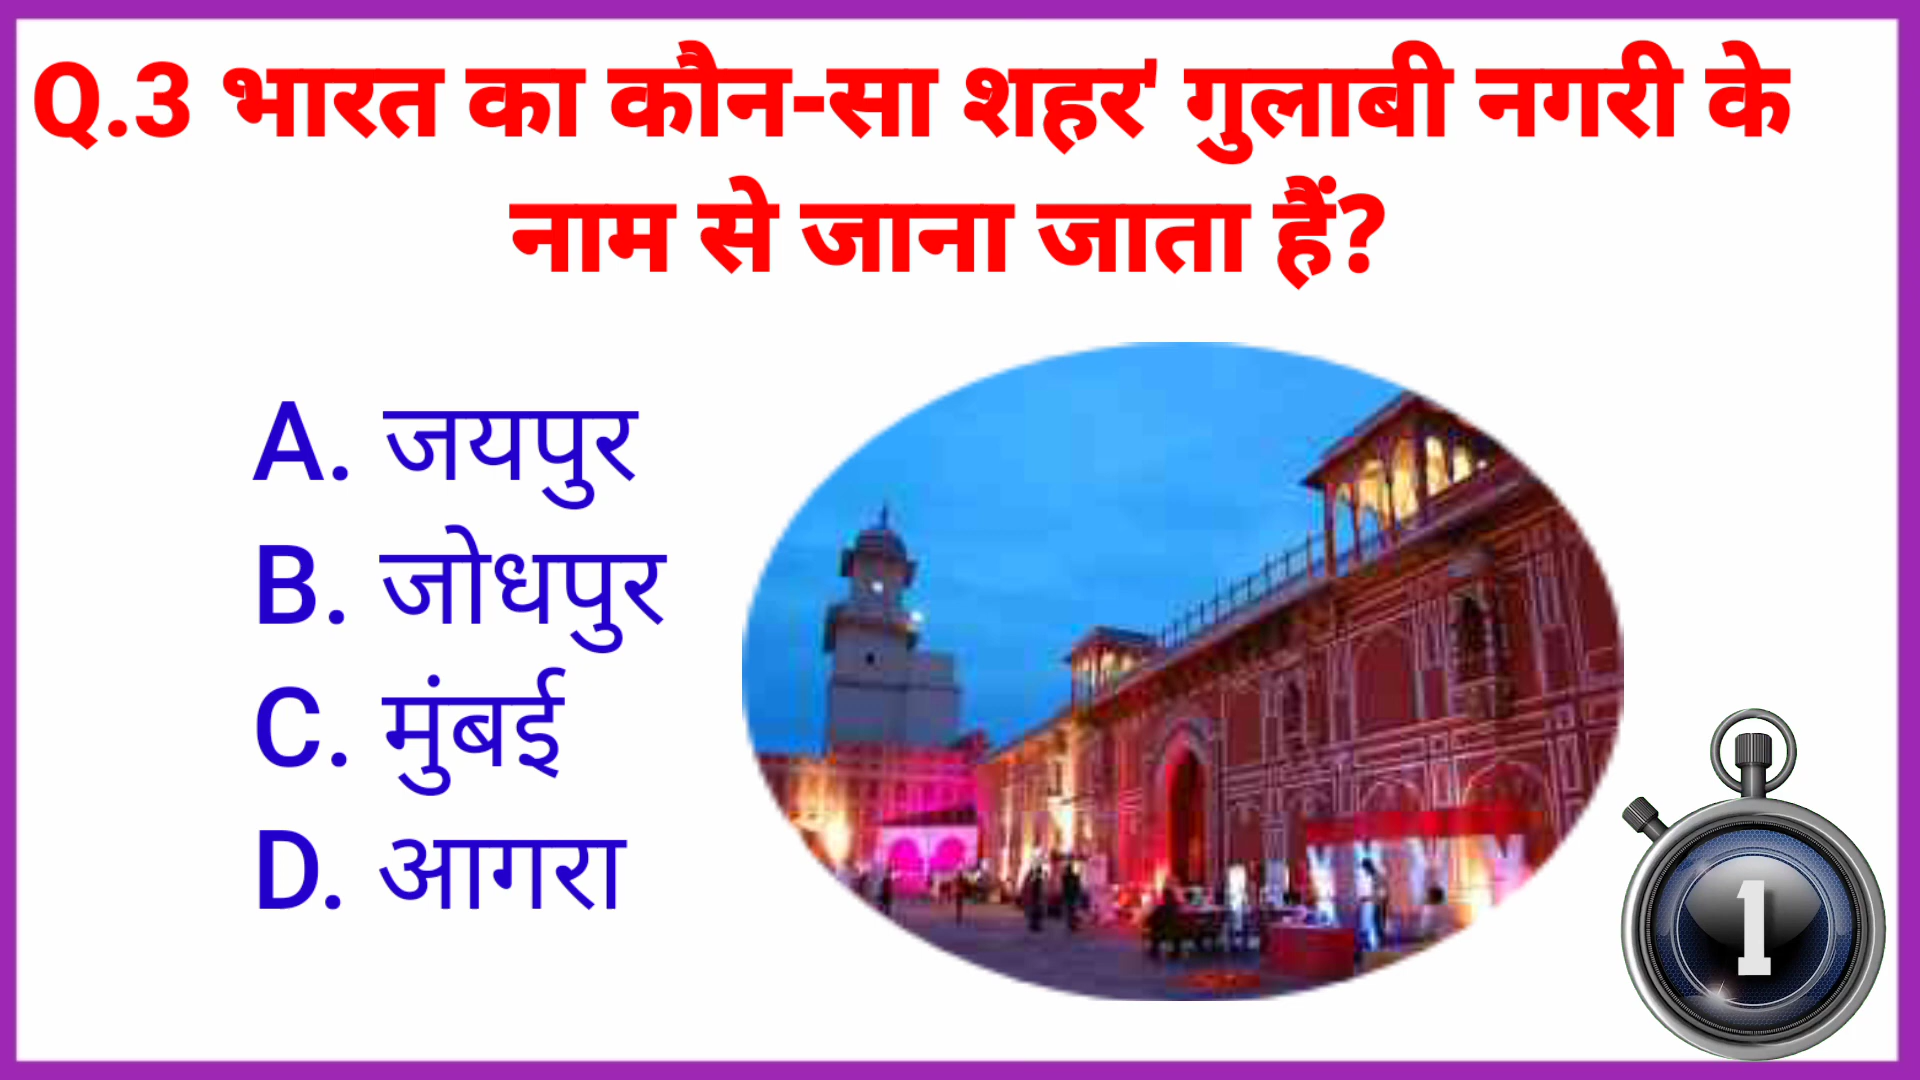 Q.3 भारत का कौन-सा शहर' गुलाबी नगरी के
नाम से जाना जाता हैं?
A. जयपुर
B. जोधपुर
C. मुंबई
D. आगरा
1